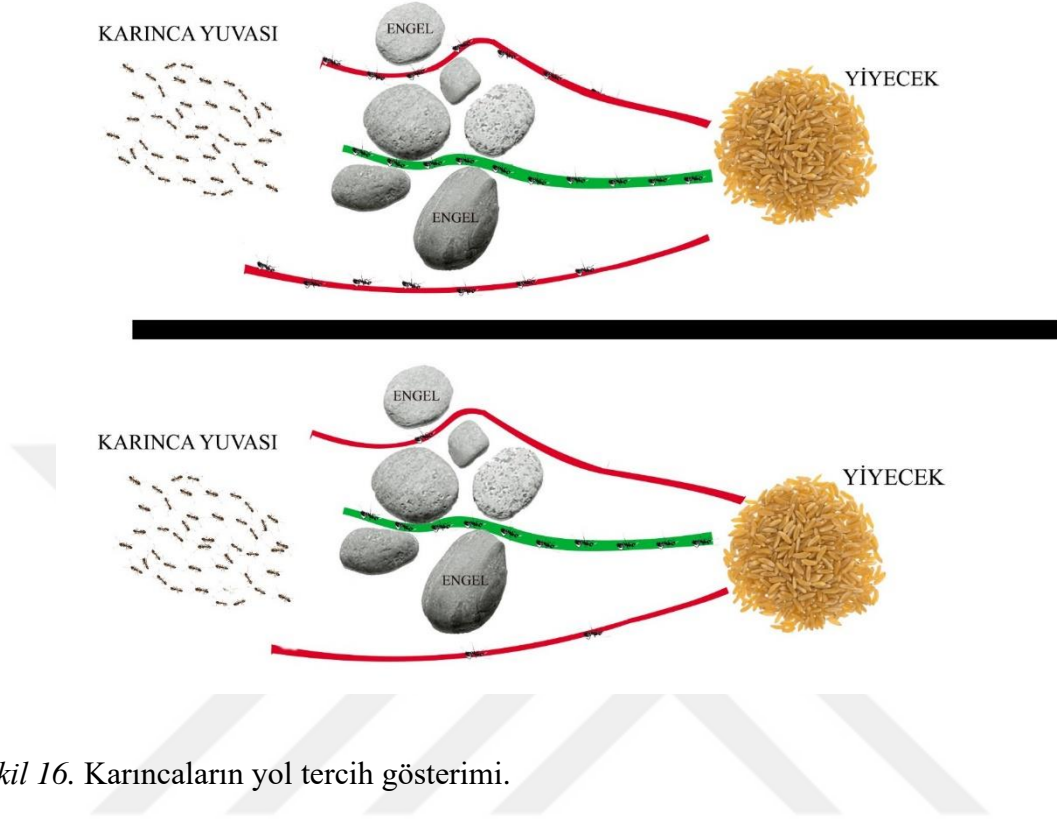 ENGEL
KARINCA YUVASI
YİYECEK
ENGEL
ENGEL
KARINCA YUVASI
YİYECEK
ENGEL
kil 16. Karıncaların yol tercih gösterimi.